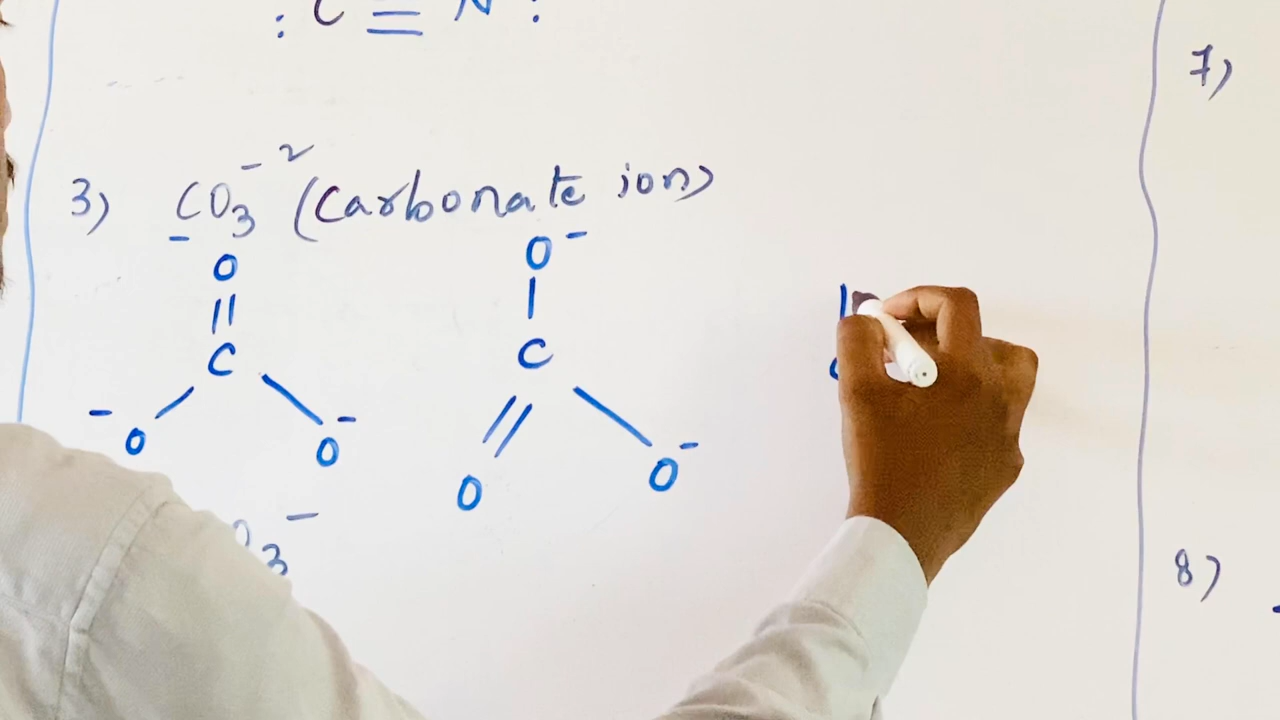 : C ≡ N :
3) CO₃⁻² (Carbonate ion)
⁻ O O⁻
C C
⁻O O⁻ O O⁻
O₃⁻
7)
8)